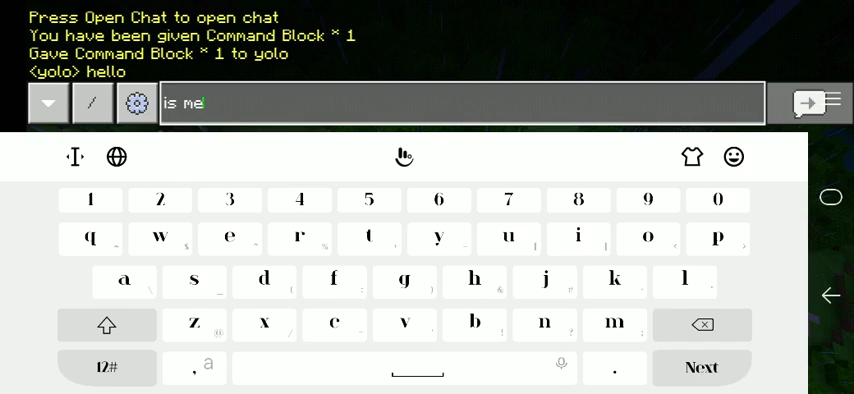 Press Open Chat to open chat
You have been given Command Block * 1
Gave Command Block * 1 to yolo
<yolo> hello
/ is me
1 2 3 4 5 6 7 8 9 0
q w e r t y u i o p
a s d f g h j k l
z x c v b n m
12# , a . Next